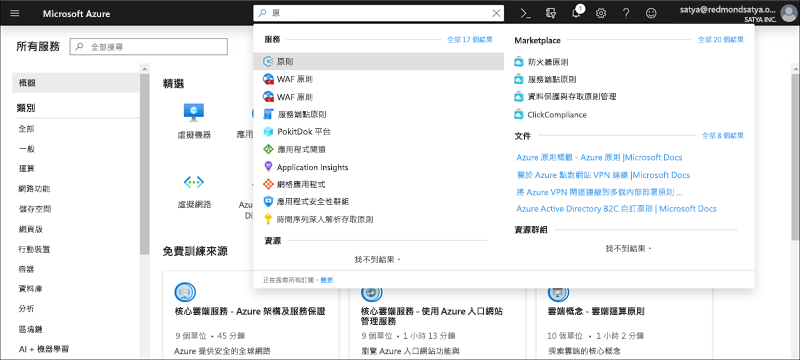 Microsoft Azure
原
1
satya@redmondsatya.o...
SATYA INC.
所有服務
全部搜尋
概觀
類別
全部
一般
運算
網路功能
儲存空間
網頁版
行動裝置
容器
資料庫
分析
區塊鏈
AI + 機器學習
精選
虛擬機器
應用
虛擬網路
Az
Di
服務
全部 17 個結果
原則
WAF 原則
WAF 原則
服務端點原則
PokitDok 平台
應用程式閘道
Application Insights
網格應用程式
應用程式安全性群組
時間序列深入解析存取原則
資源
找不到結果。
正在搜尋所有訂閱。變更
Marketplace
全部 20 個結果
防火牆原則
服務端點原則
資料保護與存取原則管理
ClickCompliance
文件
全部 8 個結果
Azure 原則概觀 - Azure 原則 |Microsoft Docs
關於 Azure 點對網站 VPN 連線 |Microsoft Docs
將 Azure VPN 閘道連線到多個內部部署原則 ...
Azure Active Directory B2C 自訂原則 | Microsoft Docs
資源群組
找不到結果。
免費訓練來源
核心雲端服務 - Azure 架構及服務保證
9 個單位 • 45 分鐘
Azure 提供安全的全球網路
核心雲端服務 - 使用 Azure 入口網站
管理服務
9 個單位 • 1 小時 13 分鐘
瀏覽 Azure 入口網站功能與
雲端概念 - 雲端運算原則
10 個單位 • 1 小時 2 分鐘
探索雲端的核心概念